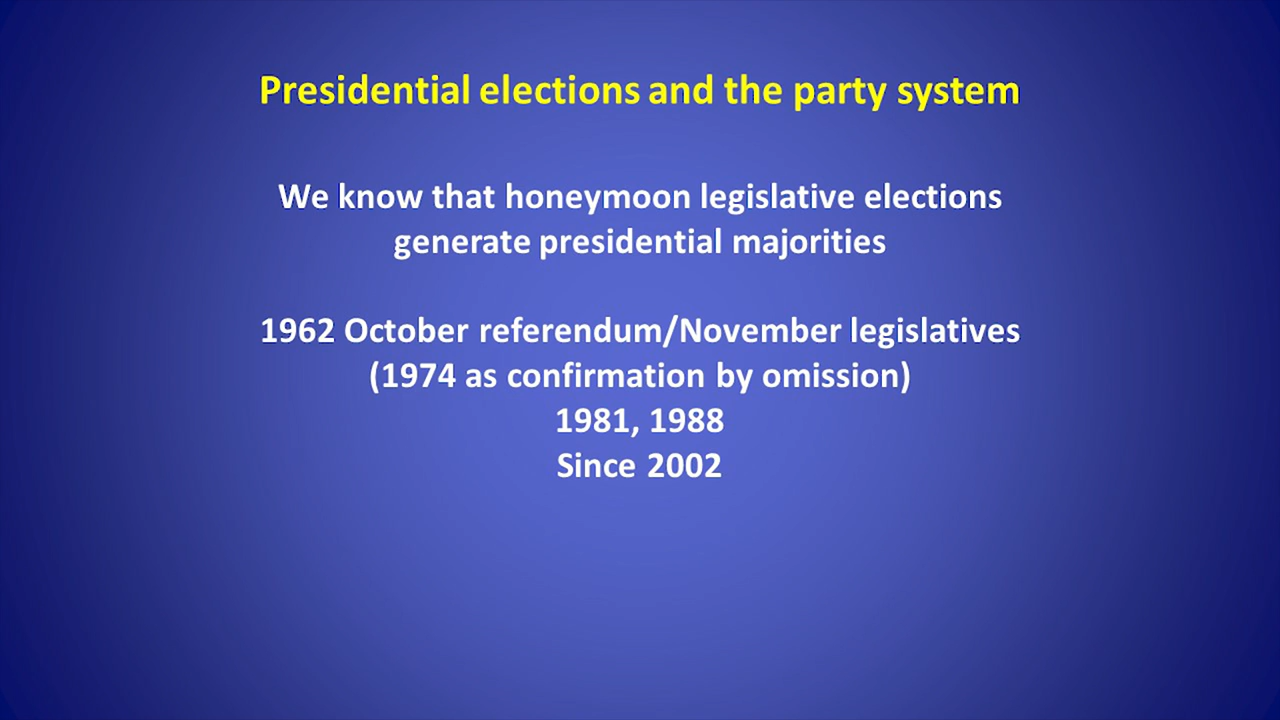 Presidential elections and the party system
We know that honeymoon legislative elections
generate presidential majorities
1962 October referendum/November legislatives
(1974 as confirmation by omission)
1981, 1988
Since 2002